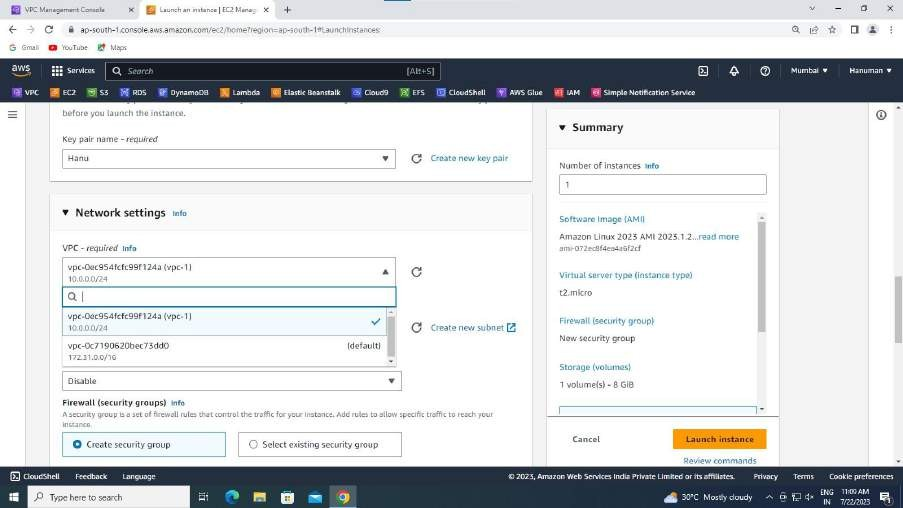 VPC Management Console
Launch an instance | EC2 Manag
ap-south-1.console.aws.amazon.com/ec2/home?region=ap-south-1#LaunchInstances:
Gmail YouTube Maps
aws Services Search [Alt+S] Mumbai Hanuman
VPC EC2 S3 RDS DynamoDB Lambda Elastic Beanstalk Cloud9 EFS CloudShell AWS Glue IAM Simple Notification Service
before you launch the instance.
Key pair name - required
Hanu
Create new key pair
Network settings Info
VPC - required Info
vpc-0ec954fcfc99f124a (vpc-1)
10.0.0.0/24
vpc-0ec954fcfc99f124a (vpc-1)
10.0.0.0/24
Create new subnet
vpc-0c7190620bec73dd0 (default)
172.31.0.0/16
Disable
Firewall (security groups) Info
A security group is a set of firewall rules that control the traffic for your instance. Add rules to allow specific traffic to reach your
instance.
Create security group
Select existing security group
Summary
Number of instances Info
1
Software Image (AMI)
Amazon Linux 2023 AMI 2023.1.2...read more
ami-072ec8f4ea4a6f2cf
Virtual server type (instance type)
t2.micro
Firewall (security group)
New security group
Storage (volumes)
1 volume(s) - 8 GiB
Cancel
Launch instance
Review commands
CloudShell Feedback Language © 2023, Amazon Web Services India Private Limited or its affiliates. Privacy Terms Cookie preferences
Type here to search
30°C Mostly cloudy
ENG
IN
11:00 AM
7/22/2023